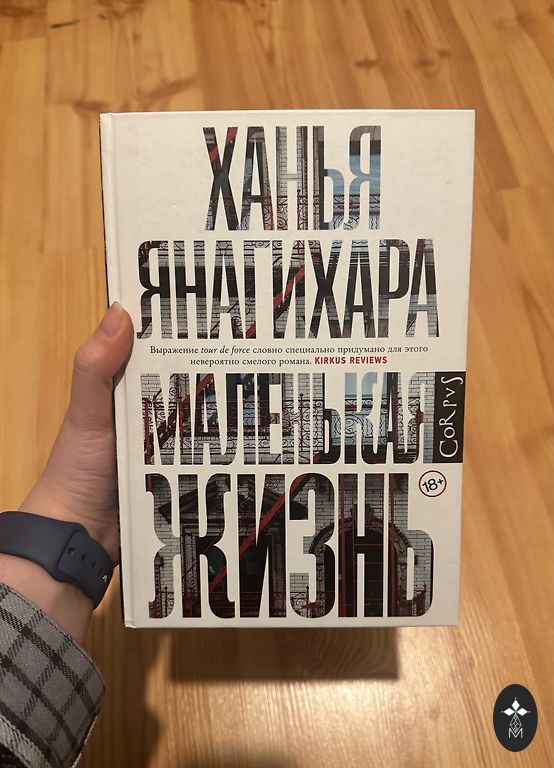 ХАНЬЯ
ЯНАГИХАРА
Выражение tour de force словно специально придумано для этого
невероятно смелого романа. KIRKUS REVIEWS
МАЛЕНЬКАЯ
ЖИЗНЬ
CORPVS
18+
M